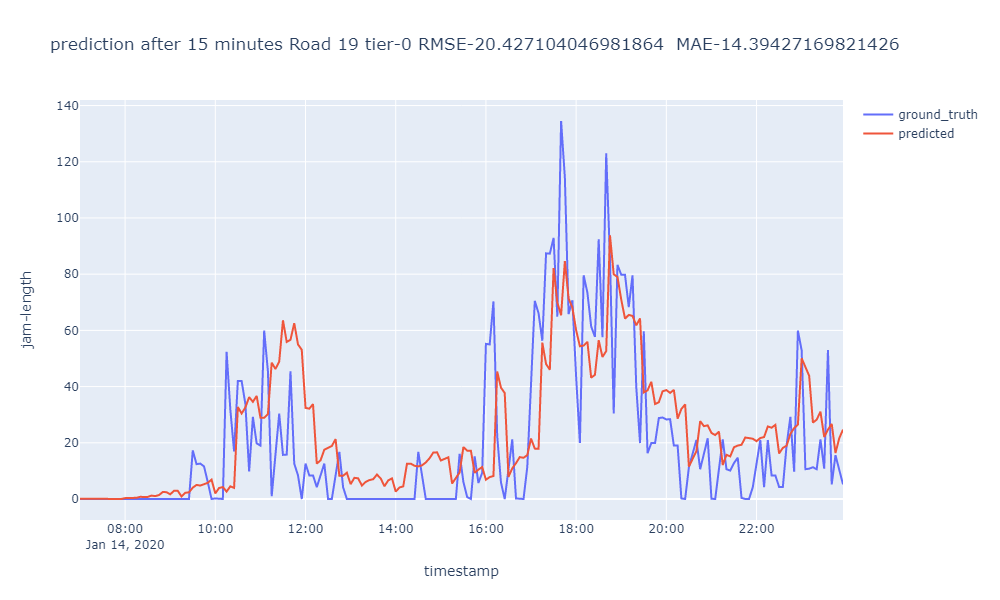 prediction after 15 minutes Road 19 tier-0 RMSE-20.427104046981864  MAE-14.39427169821426
ground_truth
predicted
140
120
100
80
60
40
20
0
jam-length
08:00 10:00 12:00 14:00 16:00 18:00 20:00 22:00
Jan 14, 2020
timestamp